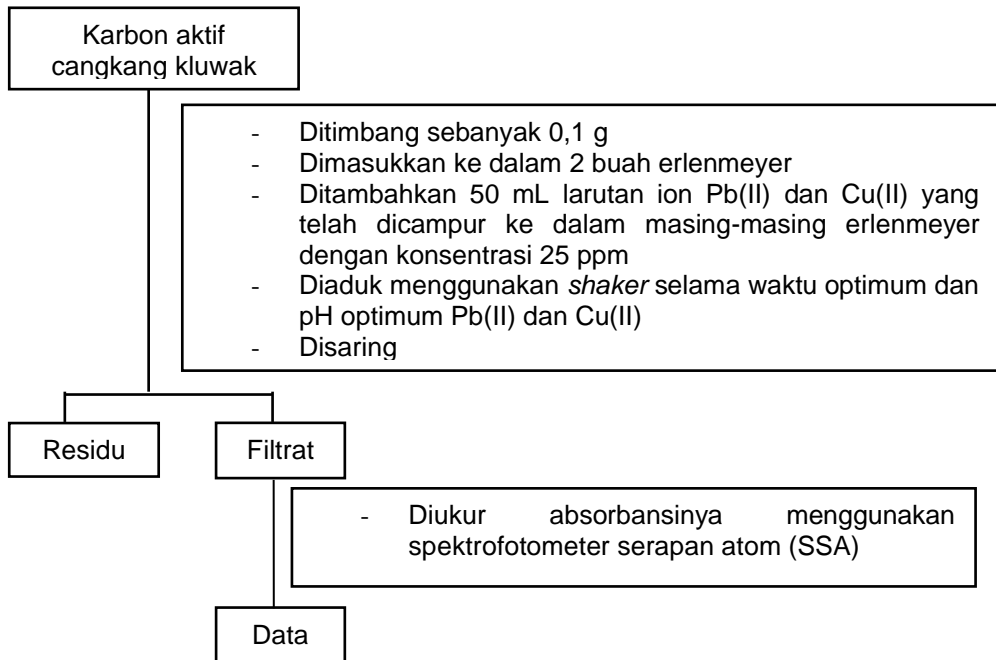 Karbon aktif
cangkang kluwak
- Ditimbang sebanyak 0,1 g
- Dimasukkan ke dalam 2 buah erlenmeyer
- Ditambahkan 50 mL larutan ion Pb(II) dan Cu(II) yang
telah dicampur ke dalam masing-masing erlenmeyer
dengan konsentrasi 25 ppm
- Diaduk menggunakan shaker selama waktu optimum dan
pH optimum Pb(II) dan Cu(II)
- Disaring
Residu
Filtrat
- Diukur absorbansinya menggunakan
spektrofotometer serapan atom (SSA)
Data